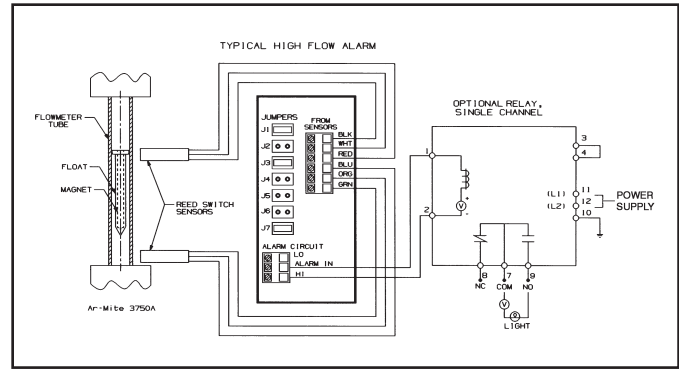 TYPICAL HIGH FLOW ALARM
FLOWMETER
TUBE
FLOAT
MAGNET
REED SWITCH
SENSORS
Ar-Mite 3750A
JUMPERS
J1
J2
J3
J4
J5
J6
J7
FROM
SENSORS
BLK
WHT
RED
BLU
ORG
GRN
ALARM CIRCUIT
LO
ALARM IN
HI
OPTIONAL RELAY,
SINGLE CHANNEL
1
2
V
+
-
3
4
(L1) 11
(L2) 12
10
POWER
SUPPLY
8 7 9
NC COM NO
V
LIGHT